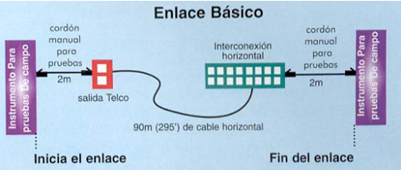 Enlace Básico
Instrumento Para
pruebas De campo
cordón
manual
para
pruebas
2m
salida Telco
Interconexión
horizontal
cordón
manual
para
pruebas
2m
Instrumento Para
pruebas De campo
90m (295') de cable horizontal
Inicia el enlace
Fin del enlace